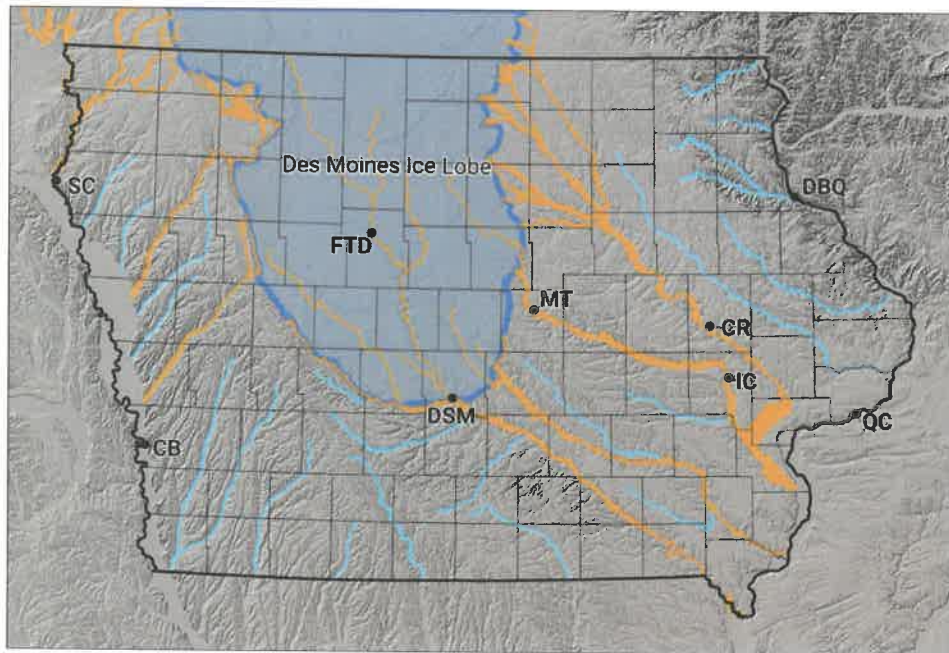 Des Moines Ice Lobe
SC
DBQ
FTD
MT
CR
IC
DSM
QC
CB